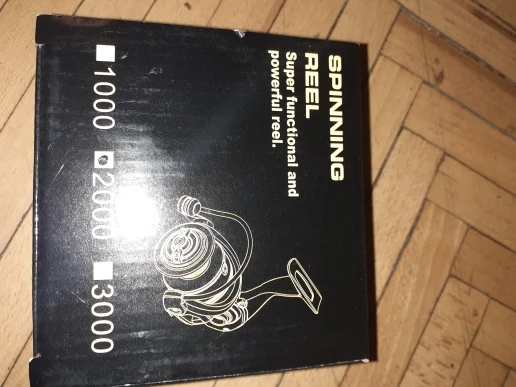 SPINNING
REEL
Super functional and
powerful reel.
1000 2000 3000